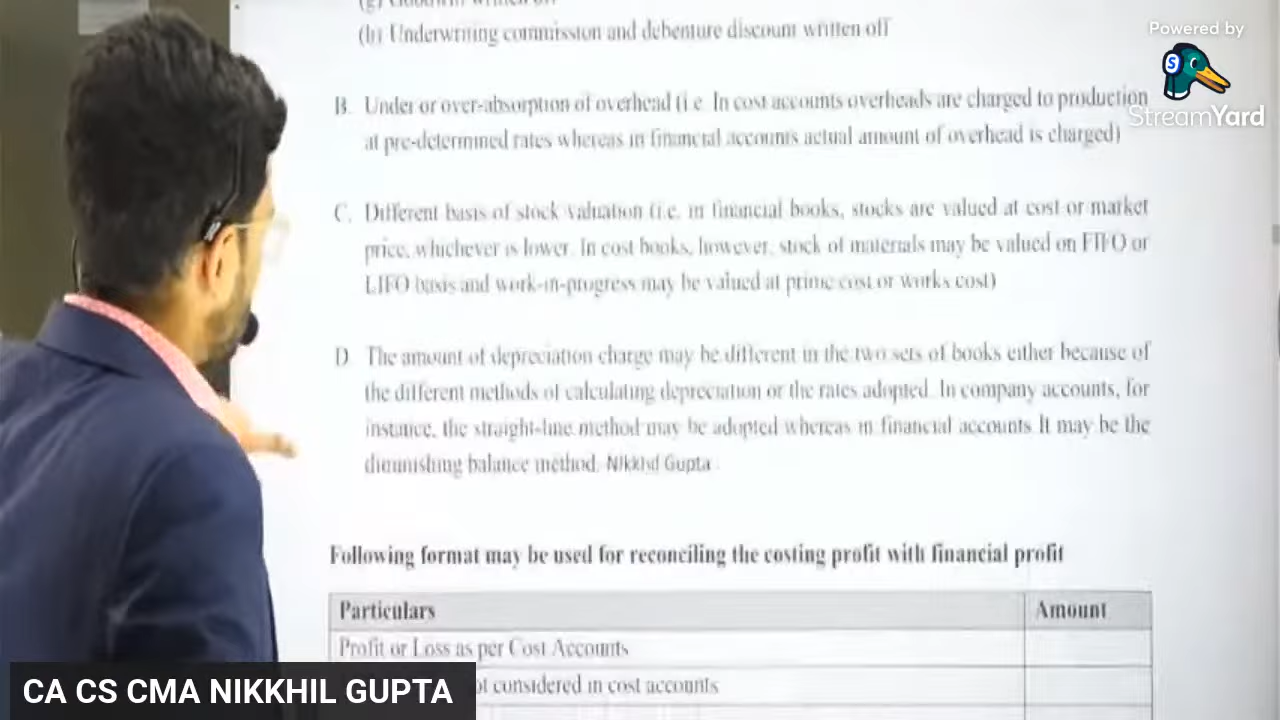 (g) Goodwill written off
Powered by
(h) Underwriting commission and debenture discount written off
StreamYard
B. Under or over-absorption of overhead (i.e. In cost accounts overheads are charged to production
at pre-determined rates whereas in financial accounts actual amount of overhead is charged)
C. Different basis of stock valuation (i.e. in financial books, stocks are valued at cost or market
price, whichever is lower. In cost books, however, stock of materials may be valued on FIFO or
LIFO basis and work-in-progress may be valued at prime cost or works cost)
D. The amount of depreciation charge may be different in the two sets of books either because of
the different methods of calculating depreciation or the rates adopted. In company accounts, for
instance, the straight-line method may be adopted whereas in financial accounts It may be the
diminishing balance method. Nikkhil Gupta
Following format may be used for reconciling the costing profit with financial profit
Particulars Amount
Profit or Loss as per Cost Accounts
considered in cost accounts
CA CS CMA NIKKHIL GUPTA